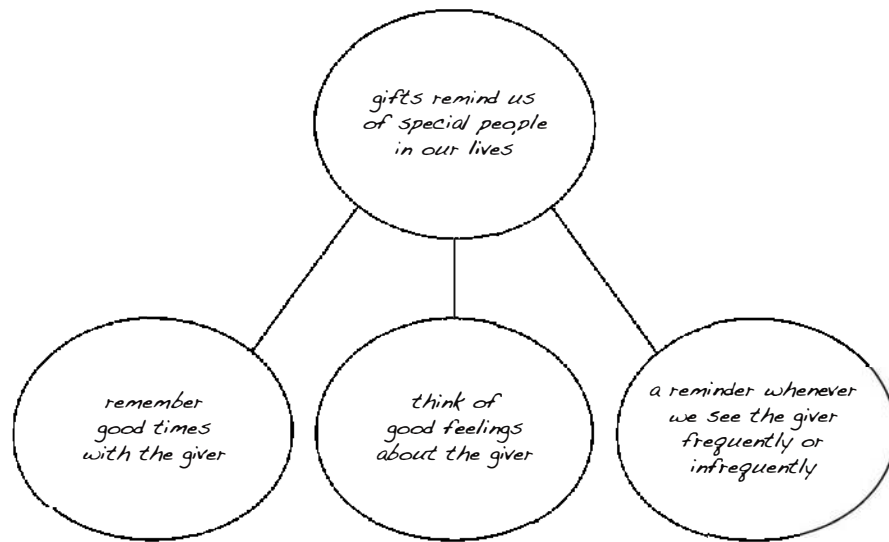 gifts remind us
of special people
in our lives
remember
good times
with the giver
think of
good feelings
about the giver
a reminder whenever
we see the giver
frequently or
infrequently